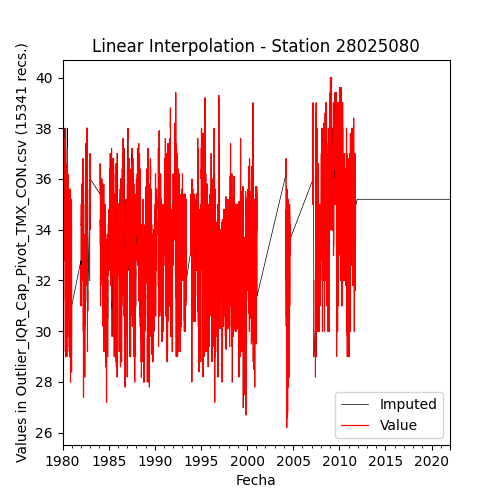 Linear Interpolation - Station 28025080
Values in Outlier_IQR_Cap_Pivot_TMX_CON.csv (15341 recs.)
40
38
36
34
32
30
28
26
1980 1985 1990 1995 2000 2005 2010 2015 2020
Fecha
Imputed
Value